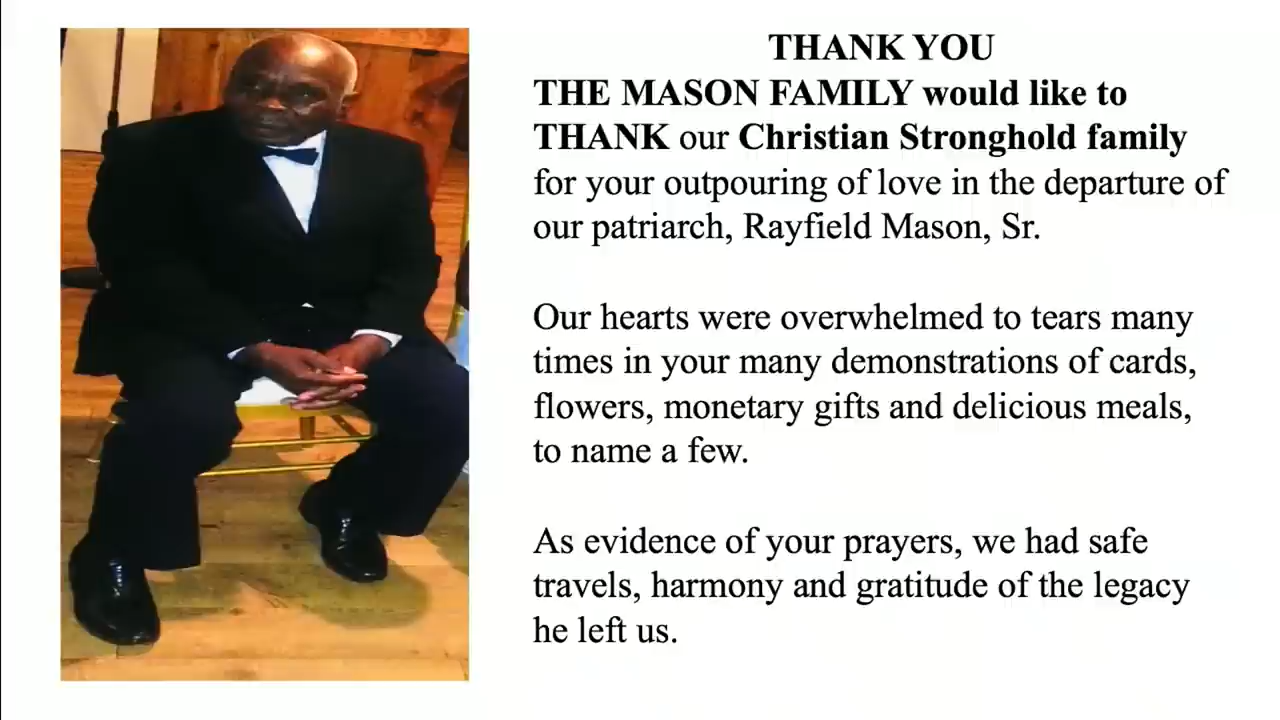 THANK YOU
THE MASON FAMILY would like to
THANK our Christian Stronghold family
for your outpouring of love in the departure of
our patriarch, Rayfield Mason, Sr.
Our hearts were overwhelmed to tears many
times in your many demonstrations of cards,
flowers, monetary gifts and delicious meals,
to name a few.
As evidence of your prayers, we had safe
travels, harmony and gratitude of the legacy
he left us.